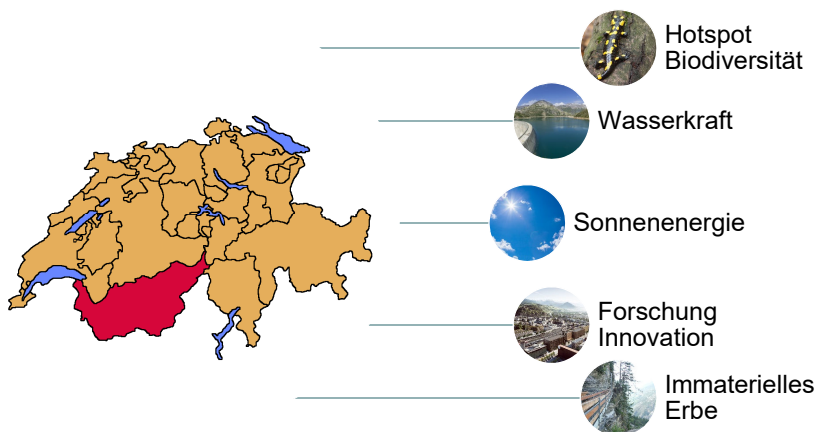 Hotspot
Biodiversität
Wasserkraft
Sonnenenergie
Forschung
Innovation
Immaterielles
Erbe